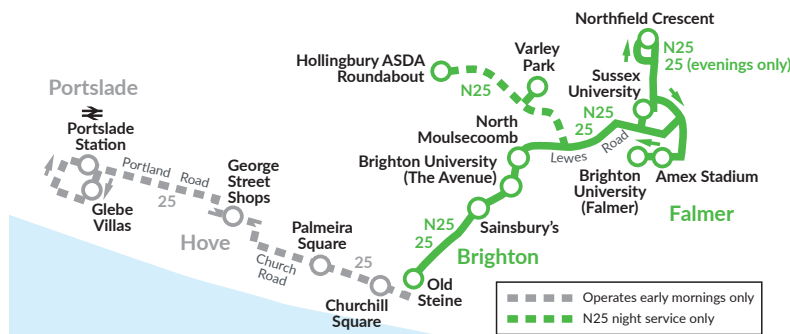 Northfield Crescent
N25
25 (evenings only)
Hollingbury ASDA
Roundabout
Varley
Park
N25
Sussex
University
N25
25
Portslade
Portslade
Station
North
Moulsecoomb
Lewes
Road
Portland
Road
25
George
Street
Shops
Brighton University
(The Avenue)
Brighton
University
(Falmer)
Amex Stadium
Falmer
Glebe
Villas
Hove
Palmeira
Square
N25
25
Sainsbury's
Brighton
Church
Road
25
Old
Steine
Churchill
Square
Operates early mornings only
N25 night service only